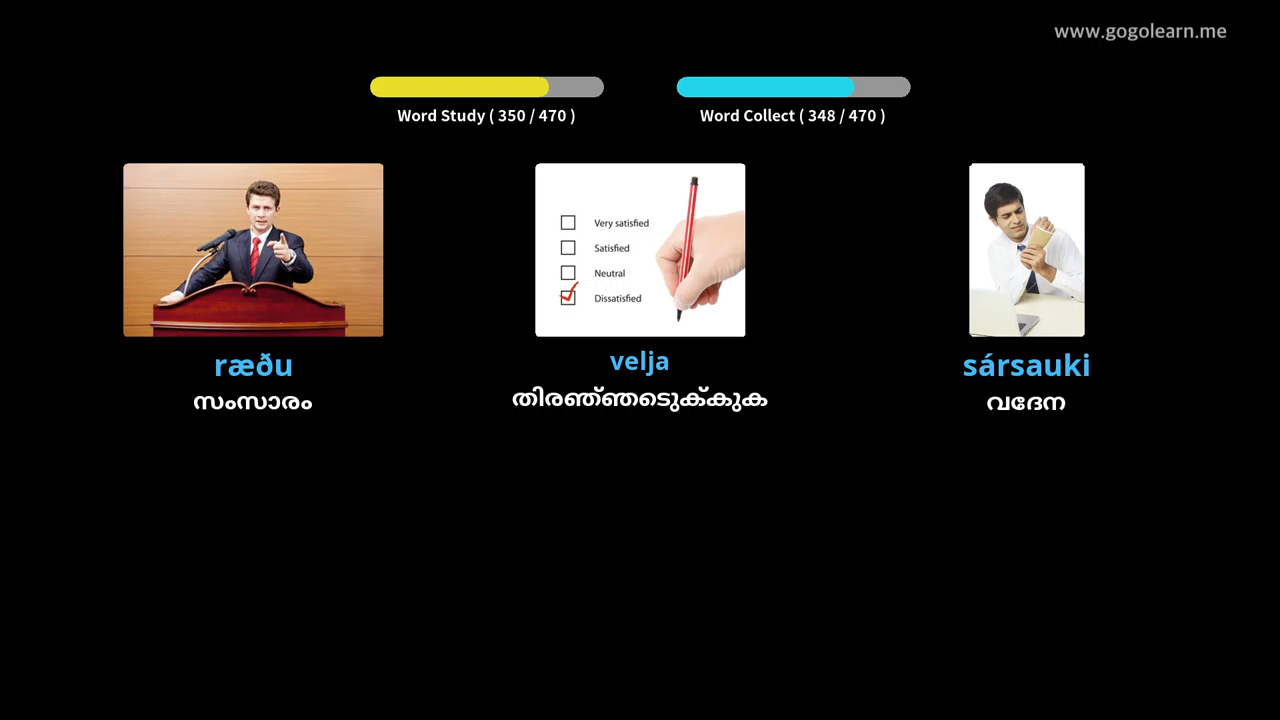 www.gogolearn.me
Word Study ( 350 / 470 )
Word Collect ( 348 / 470 )
Very satisfied
Satisfied
Neutral
Dissatisfied
ræðu
velja
sársauki
സംസാരം
തിരഞ്ഞെടുക്കുക
വേദന